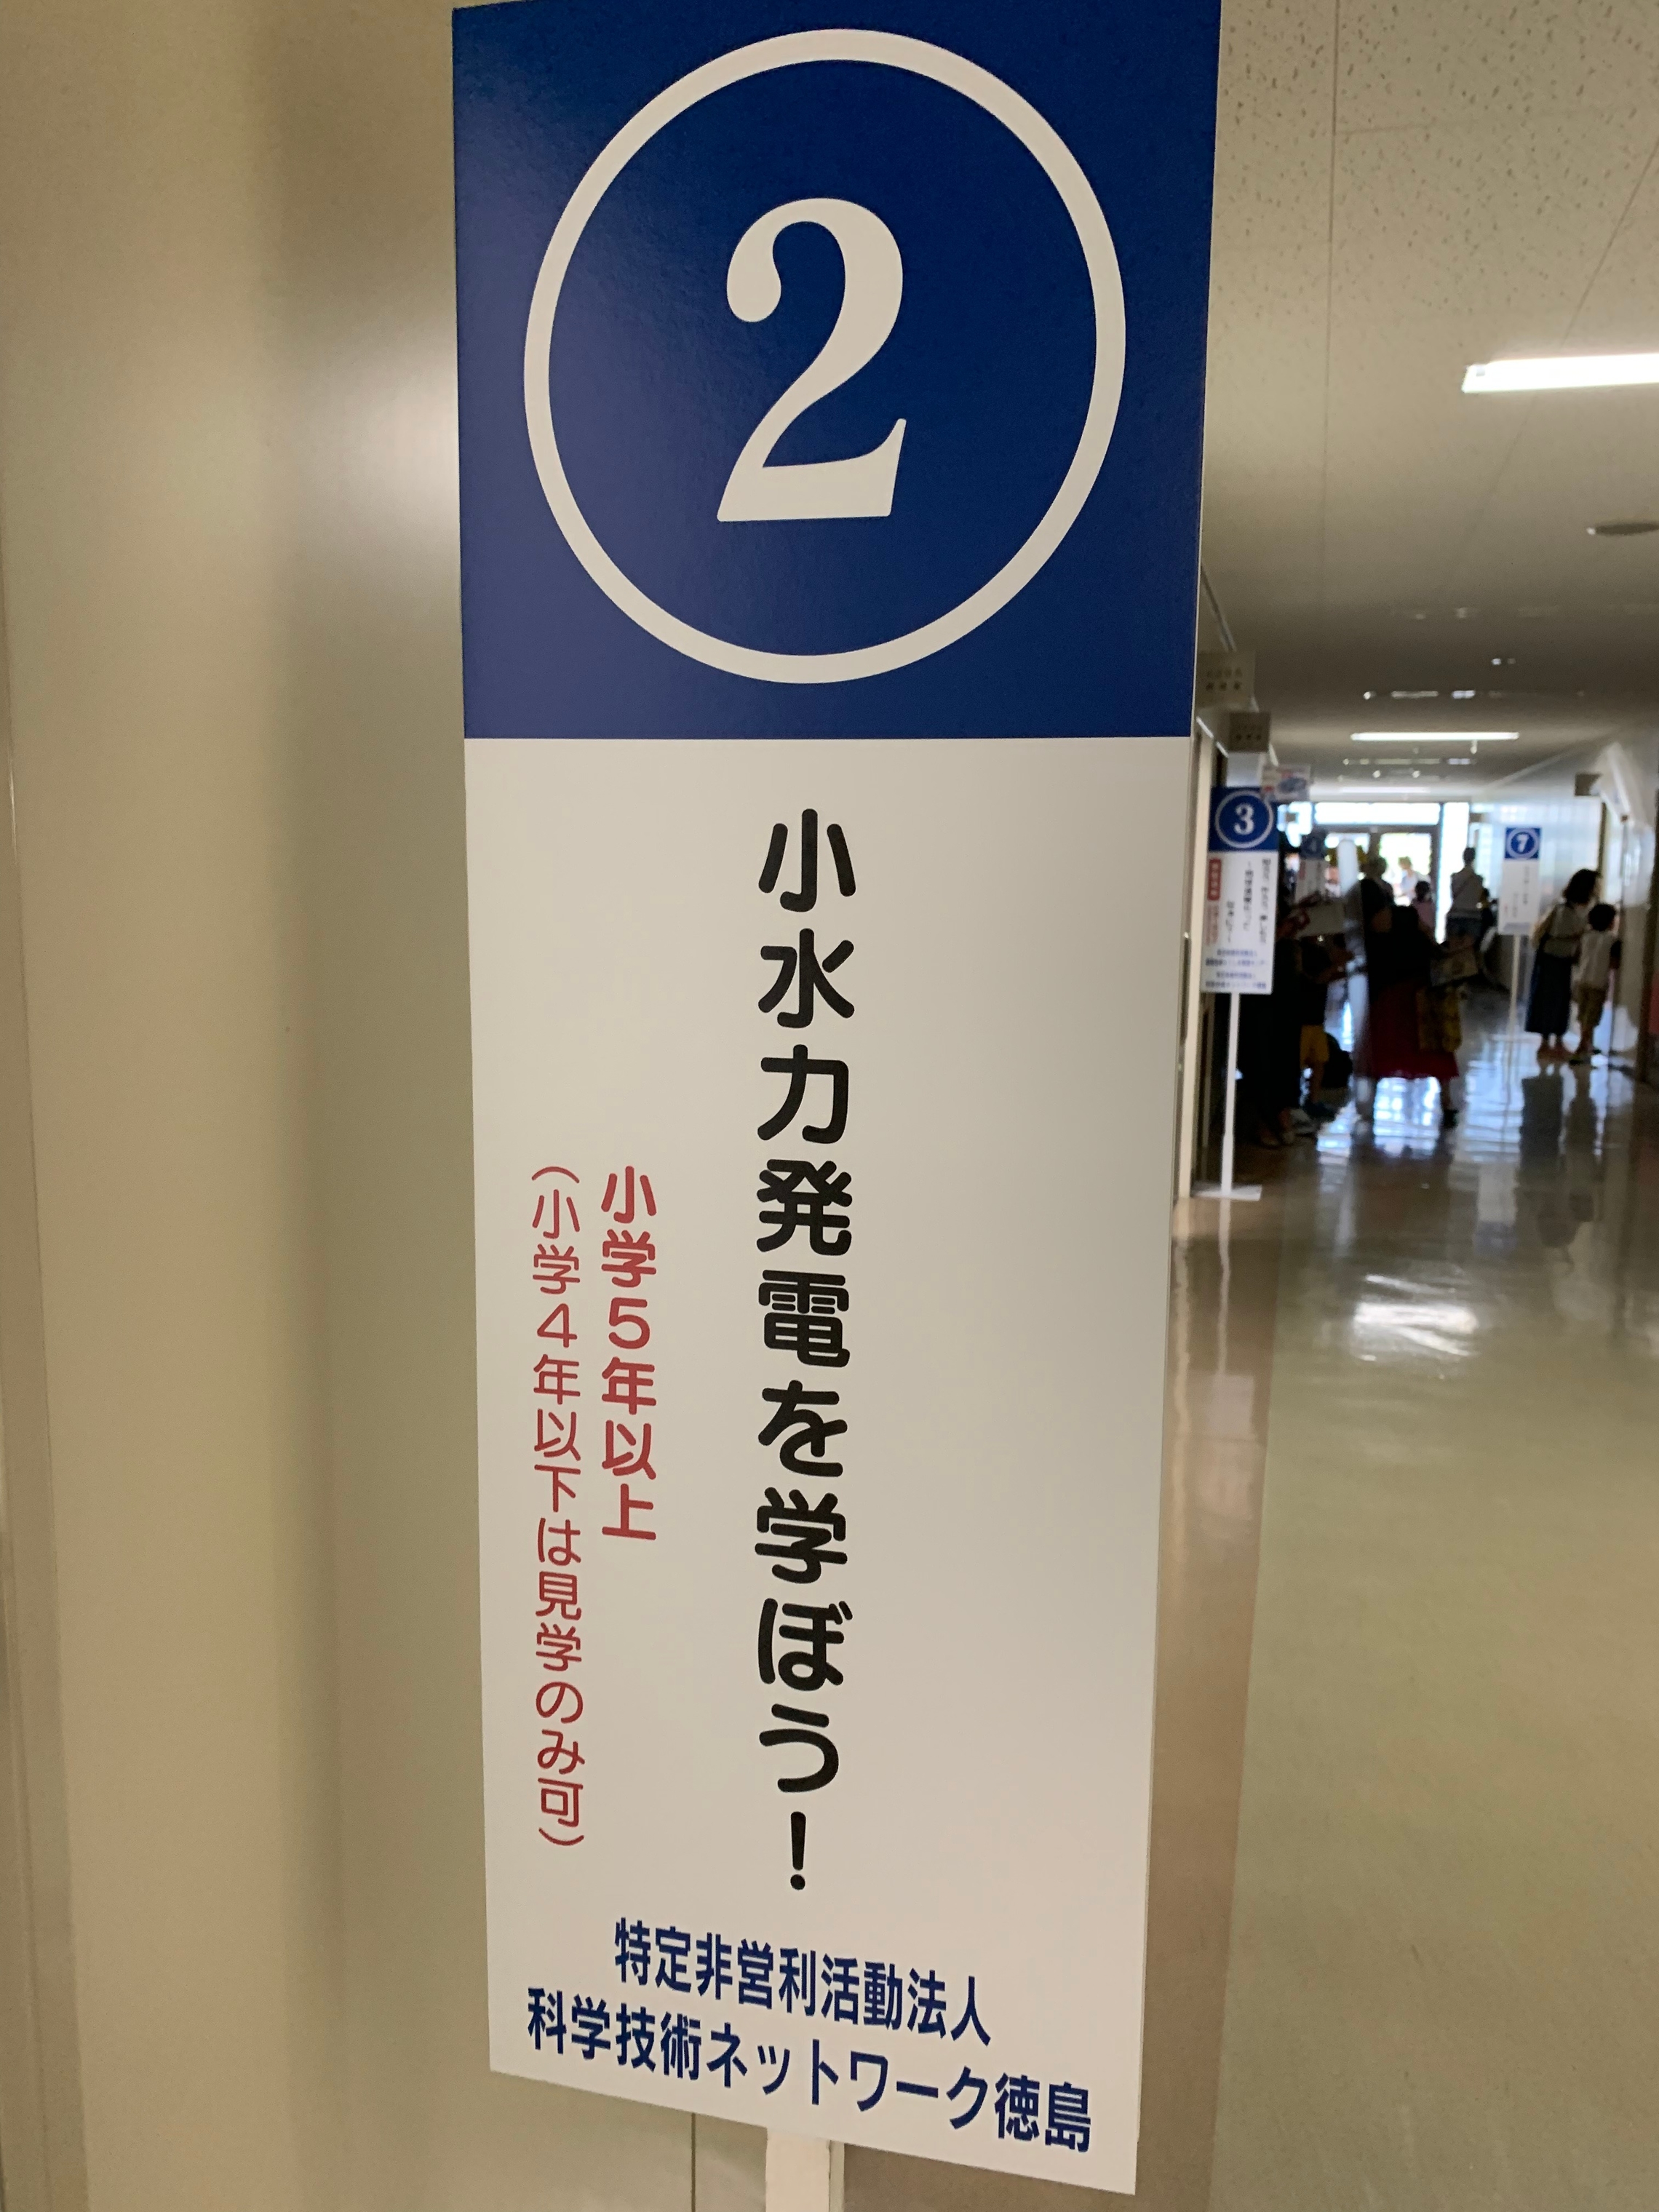 2
小水力発電を学ぼう!
小学5年以上
(小学4年以下は見学のみ可)
特定非営利活動法人
科学技術ネットワーク徳島
3
7